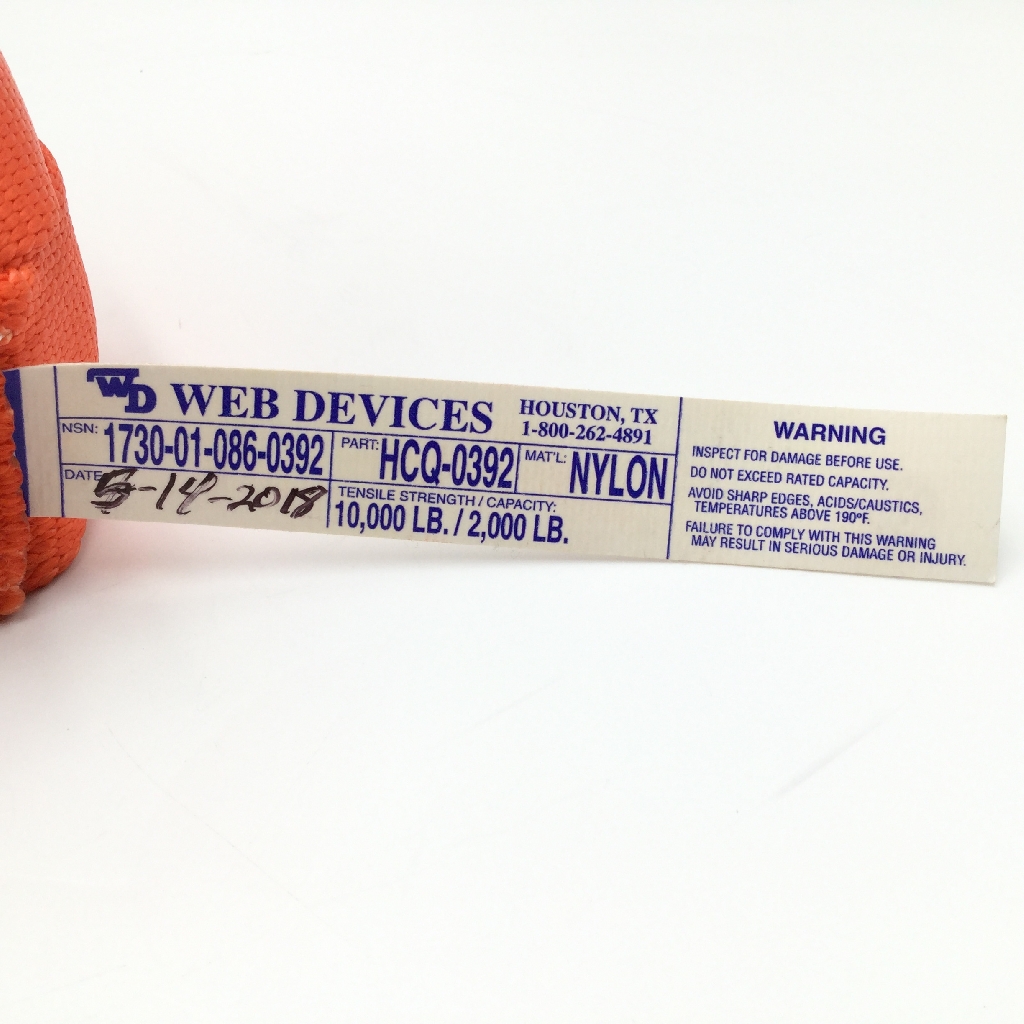 WD WEB DEVICES
HOUSTON, TX
1-800-262-4891
NSN: 1730-01-086-0392
PART: HCQ-0392
MAT'L: NYLON
DATE 5-14-2018
TENSILE STRENGTH / CAPACITY:
10,000 LB. / 2,000 LB.
WARNING
INSPECT FOR DAMAGE BEFORE USE.
DO NOT EXCEED RATED CAPACITY.
AVOID SHARP EDGES, ACIDS/CAUSTICS,
TEMPERATURES ABOVE 190°F.
FAILURE TO COMPLY WITH THIS WARNING
MAY RESULT IN SERIOUS DAMAGE OR INJURY.